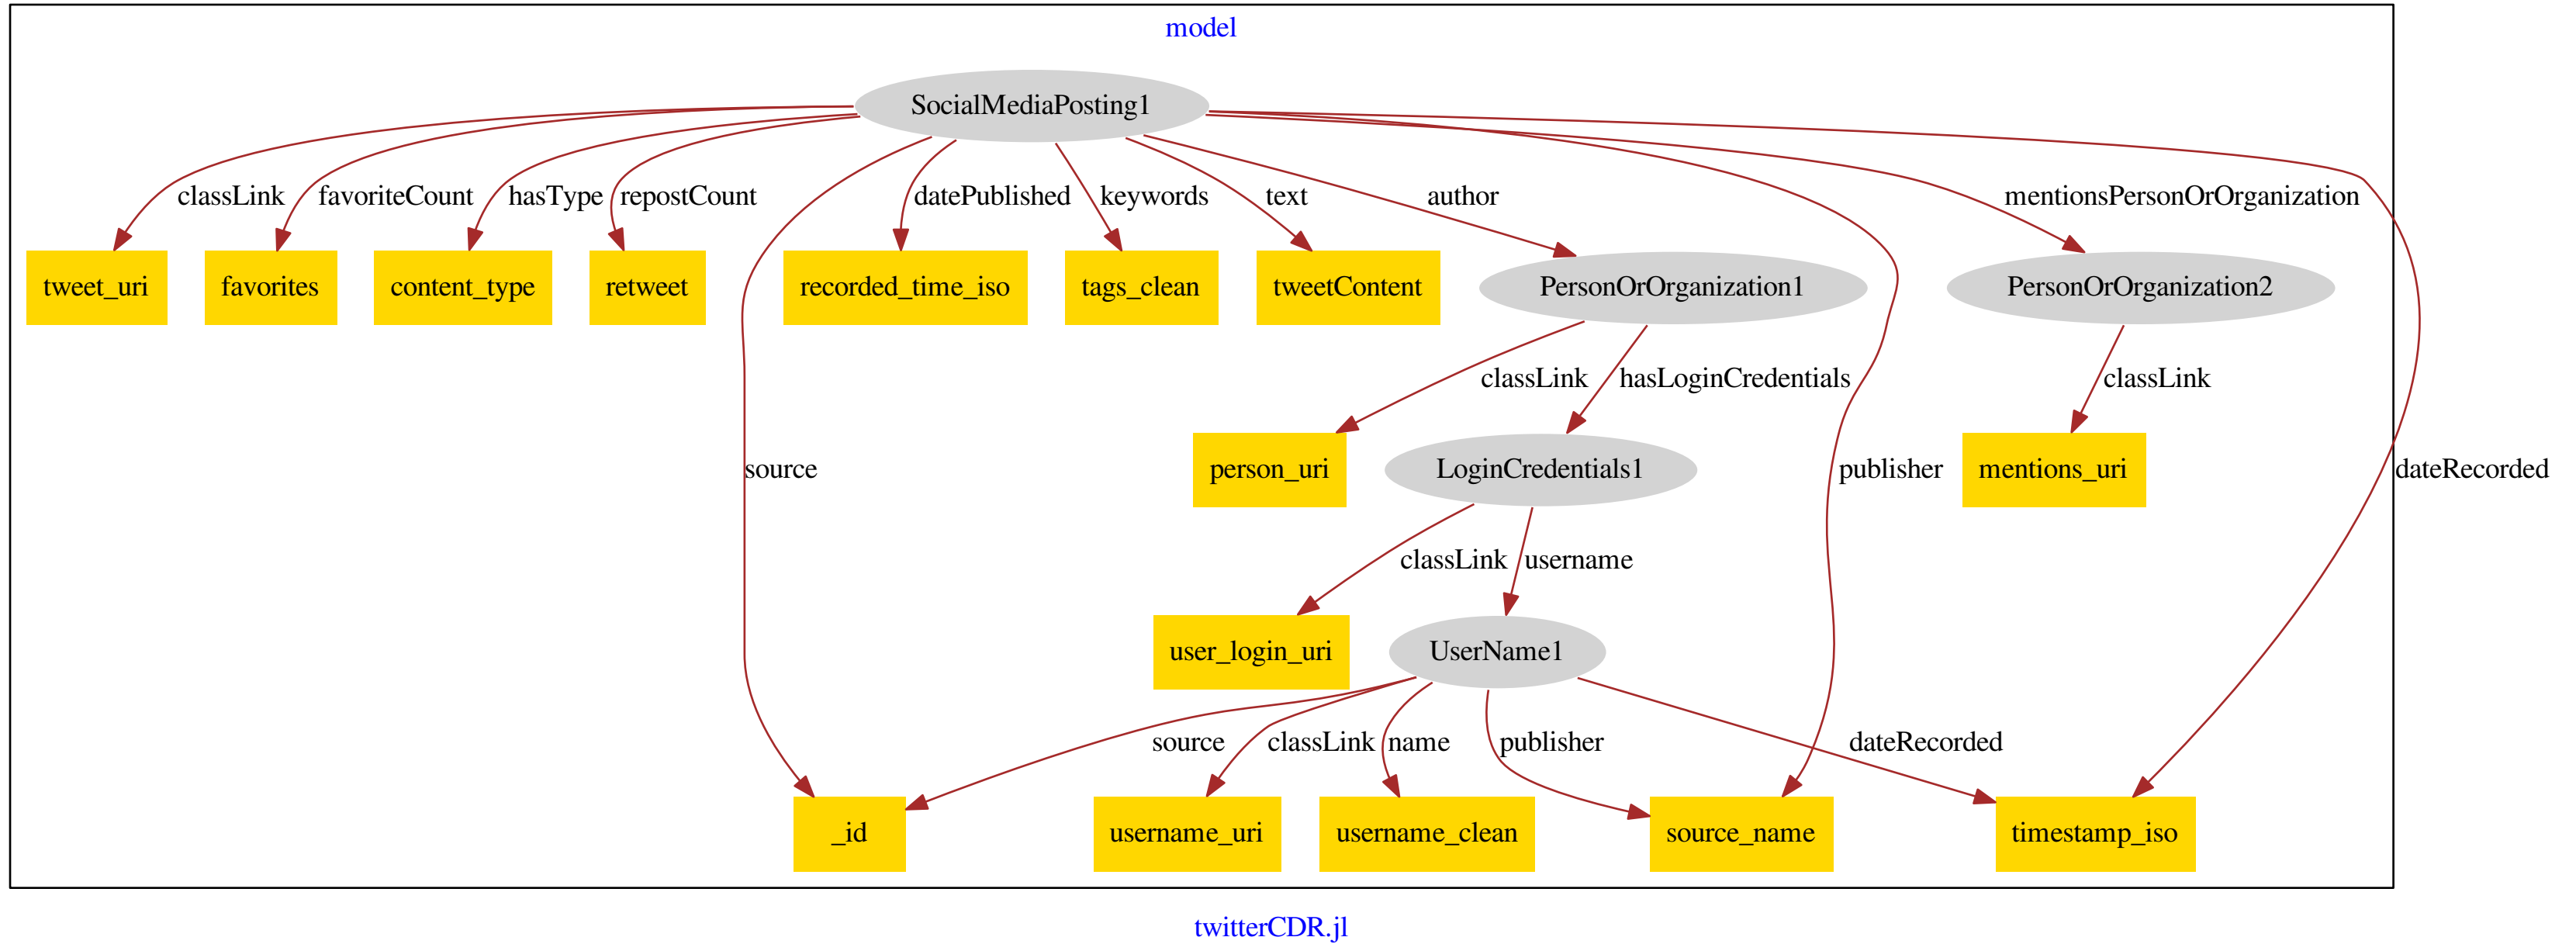 model
SocialMediaPosting1
classLink
favoriteCount
hasType
repostCount
datePublished
keywords
text
author
mentionsPersonOrOrganization
tweet_uri
favorites
content_type
retweet
recorded_time_iso
tags_clean
tweetContent
PersonOrOrganization1
PersonOrOrganization2
classLink
hasLoginCredentials
classLink
source
person_uri
LoginCredentials1
publisher
mentions_uri
dateRecorded
classLink
username
user_login_uri
UserName1
source
classLink
name
publisher
dateRecorded
_id
username_uri
username_clean
source_name
timestamp_iso
twitterCDR.jl